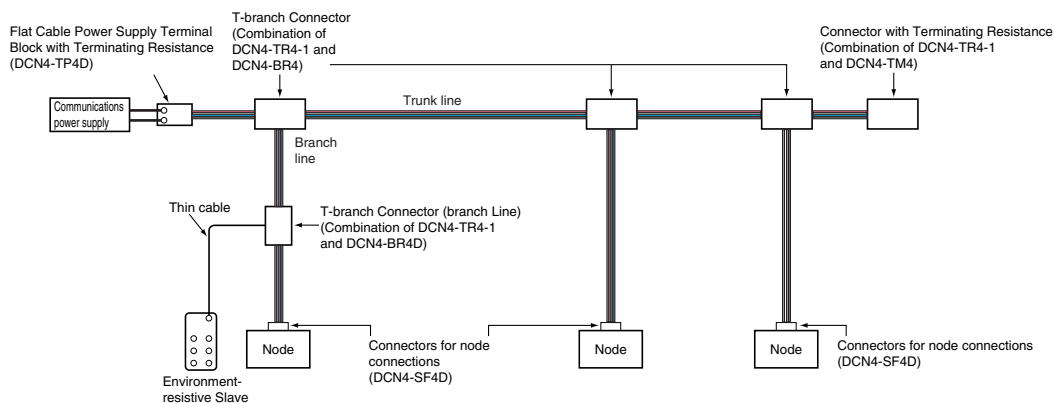 Flat Cable Power Supply Terminal
Block with Terminating Resistance
(DCN4-TP4D)
T-branch Connector
(Combination of
DCN4-TR4-1 and
DCN4-BR4)
Connector with Terminating Resistance
(Combination of DCN4-TR4-1
and DCN4-TM4)
Communications
power supply
Trunk line
Branch
line
Thin cable
T-branch Connector (branch Line)
(Combination of DCN4-TR4-1
and DCN4-BR4D)
Node
Connectors for node
connections
(DCN4-SF4D)
Node
Node
Connectors for node connections
(DCN4-SF4D)
Environment-
resistive Slave